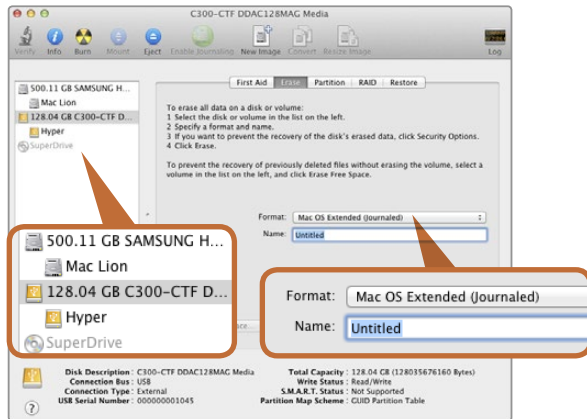 C300-CTF DDAC128MAG Media
Verify Info Burn Mount Eject Enable Journaling New Image Convert Resize Image Log
500.11 GB SAMSUNG H...
Mac Lion
128.04 GB C300-CTF D...
Hyper
SuperDrive
First Aid Erase Partition RAID Restore
To erase all data on a disk or volume:
1 Select the disk or volume in the list on the left.
2 Specify a format and name.
3 If you want to prevent the recovery of the disk's erased data, click Security Options.
4 Click Erase.
To prevent the recovery of previously deleted files without erasing the volume, select a
volume in the list on the left, and click Erase Free Space.
Format: Mac OS Extended (Journaled)
Name: Untitled
500.11 GB SAMSUNG H...
Mac Lion
128.04 GB C300-CTF D...
Hyper
SuperDrive
Format: Mac OS Extended (Journaled)
Name: Untitled
Disk Description : C300-CTF DDAC128MAG Media
Connection Bus : USB
Connection Type : External
USB Serial Number : 000000001045
Total Capacity : 128.04 GB (128035676160 Bytes)
Write Status : Read/Write
S.M.A.R.T. Status : Not Supported
Partition Map Scheme : GUID Partition Table
?